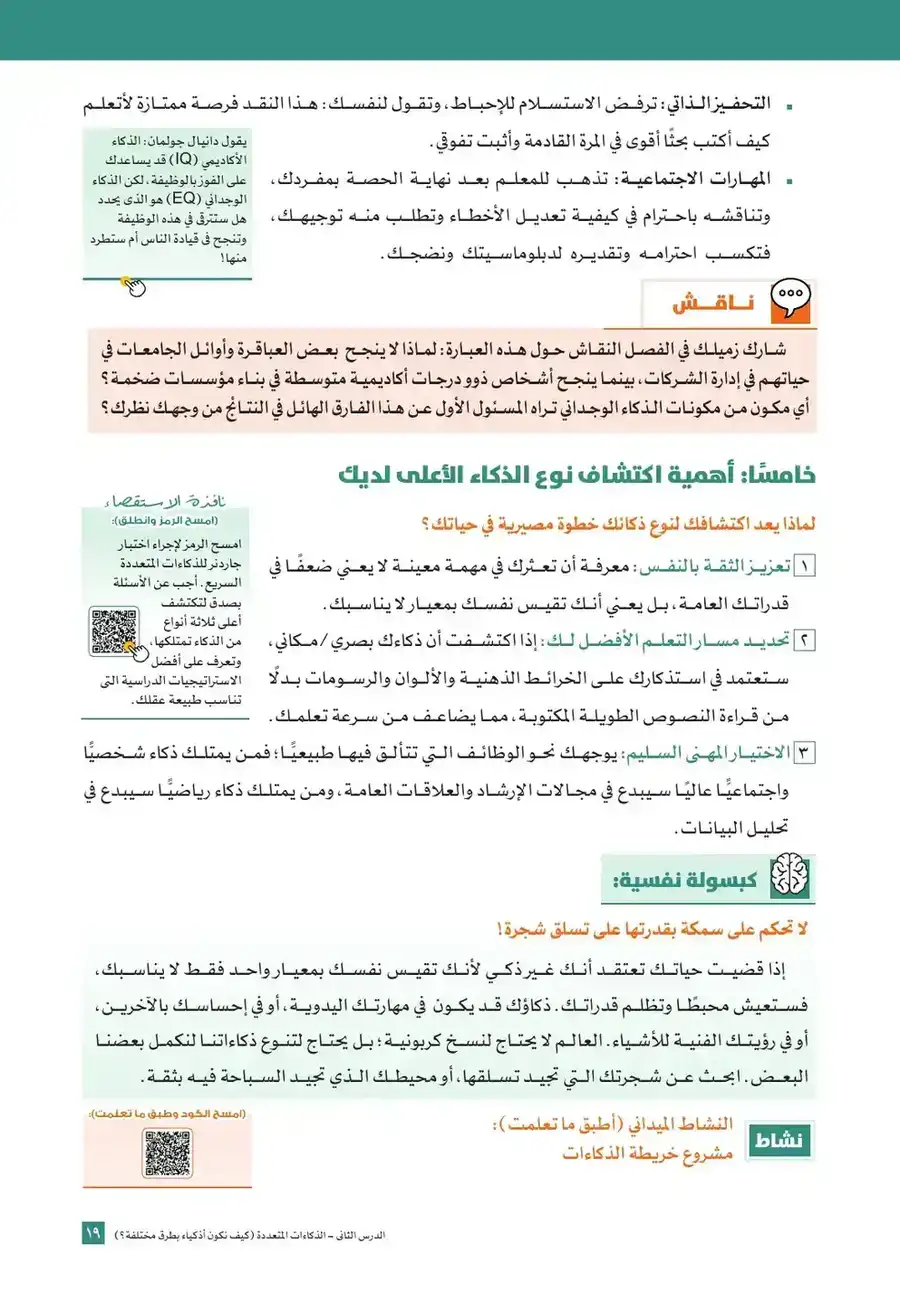 ▪ التحفيز الذاتي: ترفض الاستسلام للإحباط، وتقول لنفسك: هذا النقد فرصة ممتازة لأتعلم
كيف أكتب بحثًا أقوى في المرة القادمة وأثبت تفوقي.
▪ المهارات الاجتماعية: تذهب للمعلم بعد نهاية الحصة بمفردك،
وتناقشه باحترام في كيفية تعديل الأخطاء وتطلب منه توجيهك،
فتكسب احترامه وتقديره لدبلوماسيتك ونضجك.
يقول دانيال جولمان: الذكاء
الأكاديمي (IQ) قد يساعدك
على الفوز بالوظيفة، لكن الذكاء
الوجداني (EQ) هو الذى يحدد
هل ستترقى في هذه الوظيفة
وتنجح فى قيادة الناس أم ستطرد
منها!
ناقش
شارك زميلك في الفصل النقاش حول هذه العبارة: لماذا لا ينجح بعض العباقرة وأوائل الجامعات في
حياتهم في إدارة الشركات، بينما ينجح أشخاص ذوو درجات أكاديمية متوسطة في بناء مؤسسات ضخمة؟
أي مكون من مكونات الذكاء الوجداني تراه المسئول الأول عن هذا الفارق الهائل في النتائج من وجهك نظرك؟
خامسًا: أهمية اكتشاف نوع الذكاء الأعلى لديك
لماذا يعد اكتشافك لنوع ذكائك خطوة مصيرية في حياتك؟
١ تعزيز الثقة بالنفس: معرفة أن تعثرك في مهمة معينة لا يعني ضعفًا في
قدراتك العامة، بل يعني أنك تقيس نفسك بمعيار لا يناسبك.
٢ تحديد مسار التعلم الأفضل لك: إذا اكتشفت أن ذكاءك بصري/مكاني،
ستعتمد في استذكارك على الخرائط الذهنية والألوان والرسومات بدلًا
من قراءة النصوص الطويلة المكتوبة، مما يضاعف من سرعة تعلمك.
٣ الاختيار المهنى السليم: يوجهك نحو الوظائف التي تتألق فيها طبيعيًّا؛ فمن يمتلك ذكاء شخصيًّا
واجتماعيًّا عاليًا سيبدع في مجالات الإرشاد والعلاقات العامة، ومن يمتلك ذكاء رياضيًّا سيبدع في
تحليل البيانات.
نافذة الاستقصاء
(امسح الرمز وانطلق):
امسح الرمز لإجراء اختبار
جاردنر للذكاءات المتعددة
السريع. أجب عن الأسئلة
بصدق لتكتشف
أعلى ثلاثة أنواع
من الذكاء تمتلكها،
وتعرف على أفضل
الاستراتيجيات الدراسية التى
تناسب طبيعة عقلك.
كبسولة نفسية:
لا تحكم على سمكة بقدرتها على تسلق شجرة!
إذا قضيت حياتك تعتقد أنك غير ذكي لأنك تقيس نفسك بمعيار واحد فقط لا يناسبك،
فستعيش محبطًا وتظلم قدراتك. ذكاؤك قد يكون في مهارتك اليدوية، أو في إحساسك بالآخرين،
أو في رؤيتك الفنية للأشياء. العالم لا يحتاج لنسخ كربونية؛ بل يحتاج لتنوع ذكاءاتنا لنكمل بعضنا
البعض. ابحث عن شجرتك التي تجيد تسلقها، أو محيطك الذي تجيد السباحة فيه بثقة.
نشاط
النشاط الميداني (أطبق ما تعلمت):
مشروع خريطة الذكاءات
(امسح الكود وطبق ما تعلمت):
الدرس الثانى – الذكاءات المتعددة (كيف نكون أذكياء بطرق مختلفة؟) ١٩